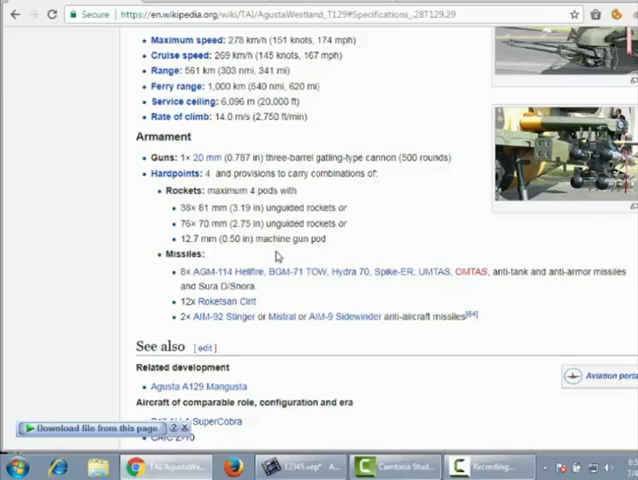 https://en.wikipedia.org/wiki/TAI/AgustaWestland_T129#Specifications_.28T129.29
Maximum speed: 278 km/h (151 knots, 174 mph)
Cruise speed: 269 km/h (145 knots, 167 mph)
Range: 561 km (303 nmi, 341 mi)
Ferry range: 1,000 km (540 nmi, 620 mi)
Service ceiling: 6,096 m (20,000 ft)
Rate of climb: 14.0 m/s (2,750 ft/min)
Armament
Guns: 1× 20 mm (0.787 in) three-barrel gatling-type cannon (500 rounds)
Hardpoints: 4 and provisions to carry combinations of:
Rockets: maximum 4 pods with
38× 81 mm (3.19 in) unguided rockets or
76× 70 mm (2.75 in) unguided rockets or
12.7 mm (0.50 in) machine gun pod
Missiles:
8× AGM-114 Hellfire, BGM-71 TOW, Hydra 70, Spike-ER, UMTAS, OMTAS, anti-tank and anti-armor missiles
and Sura D/Snora.
12x Roketsan Cirit
2× AIM-92 Stinger or Mistral or AIM-9 Sidewinder anti-aircraft missiles[84]
See also [edit]
Related development
Aviation porta
Agusta A129 Mangusta
Aircraft of comparable role, configuration and era
SuperCobra
Download file from this page ?
TAI/AgustaWe...
12345.vep* - A...
Camtasia Stud...
Recording...